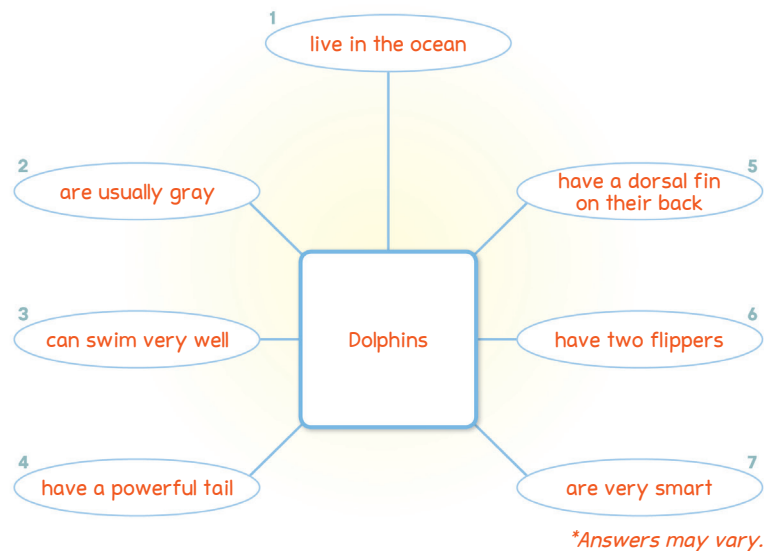 1
live in the ocean
2
are usually gray
3
can swim very well
4
have a powerful tail
5
have a dorsal fin
on their back
6
have two flippers
7
are very smart
Dolphins
*Answers may vary.